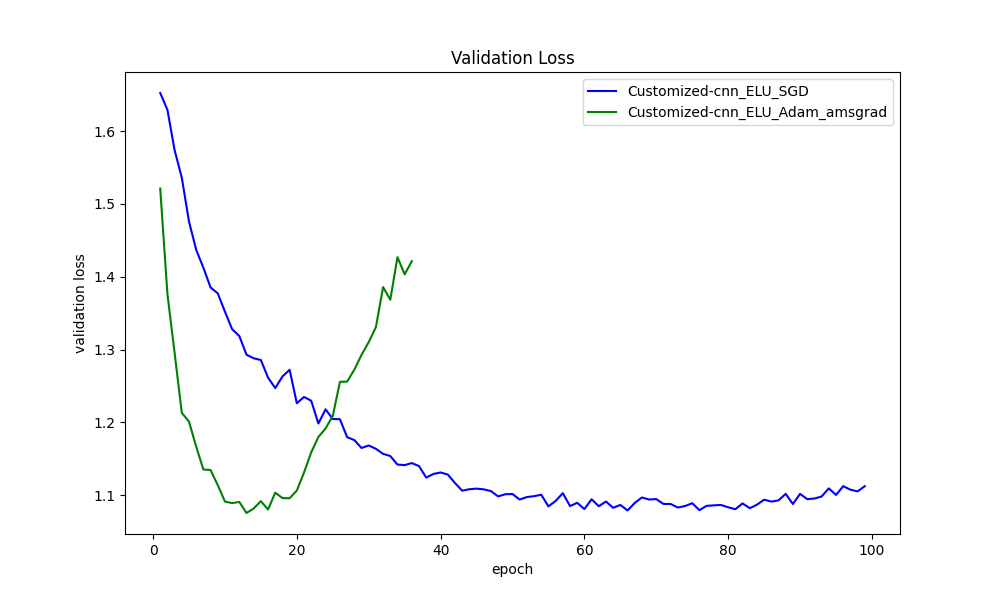 Validation Loss
Customized-cnn_ELU_SGD
Customized-cnn_ELU_Adam_amsgrad
validation loss
1.6
1.5
1.4
1.3
1.2
1.1
0
20
40
60
80
100
epoch